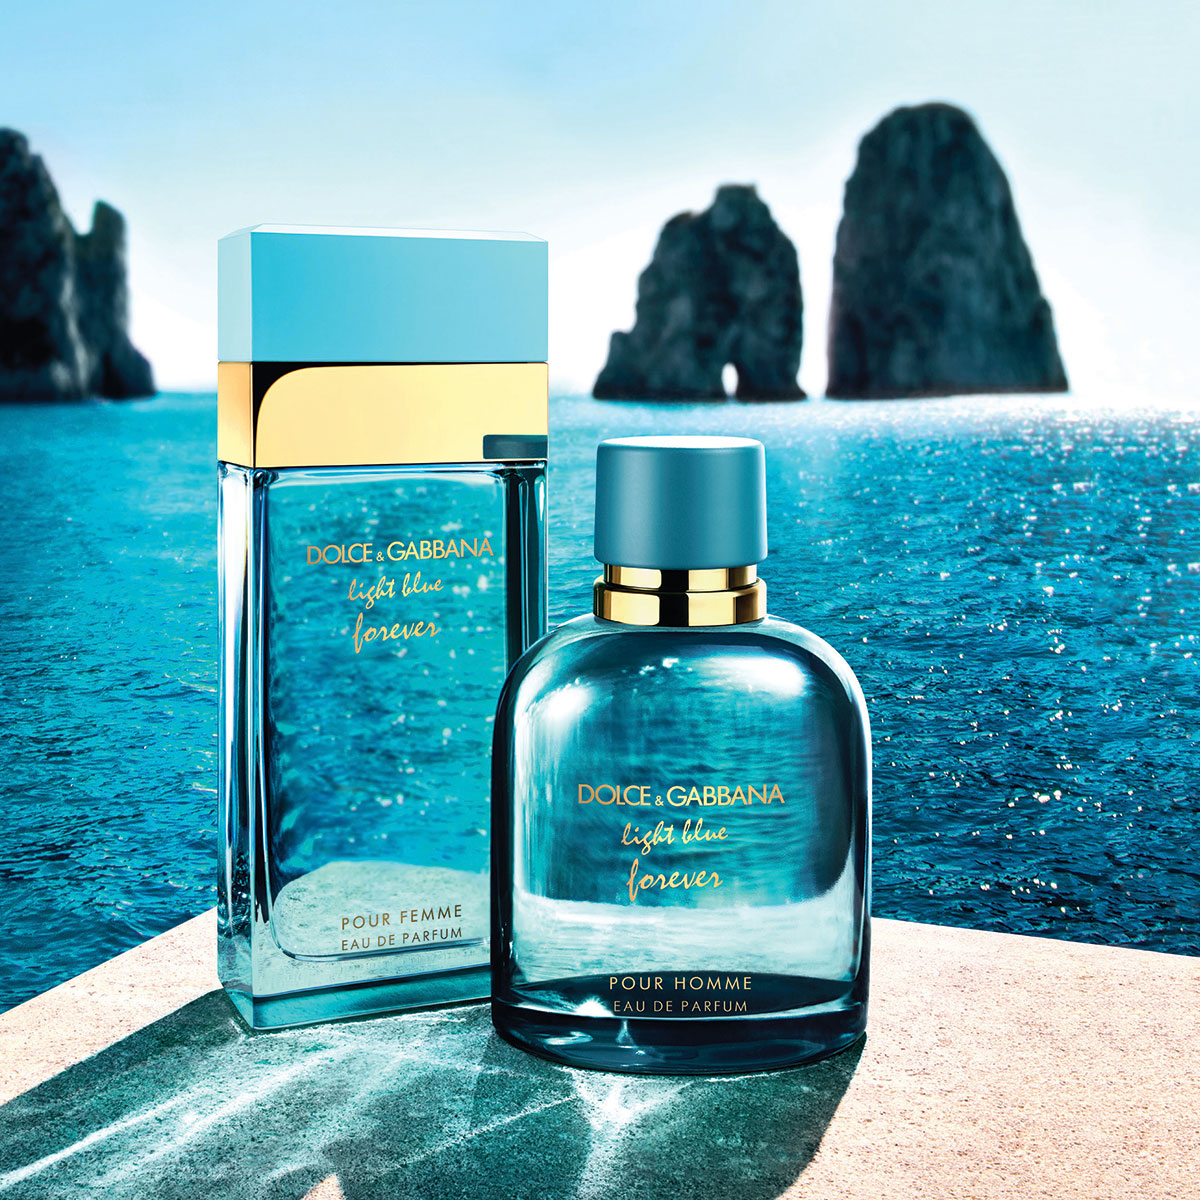 DOLCE & GABBANA
light blue
forever
POUR FEMME
EAU DE PARFUM
DOLCE & GABBANA
light blue
forever
POUR HOMME
EAU DE PARFUM